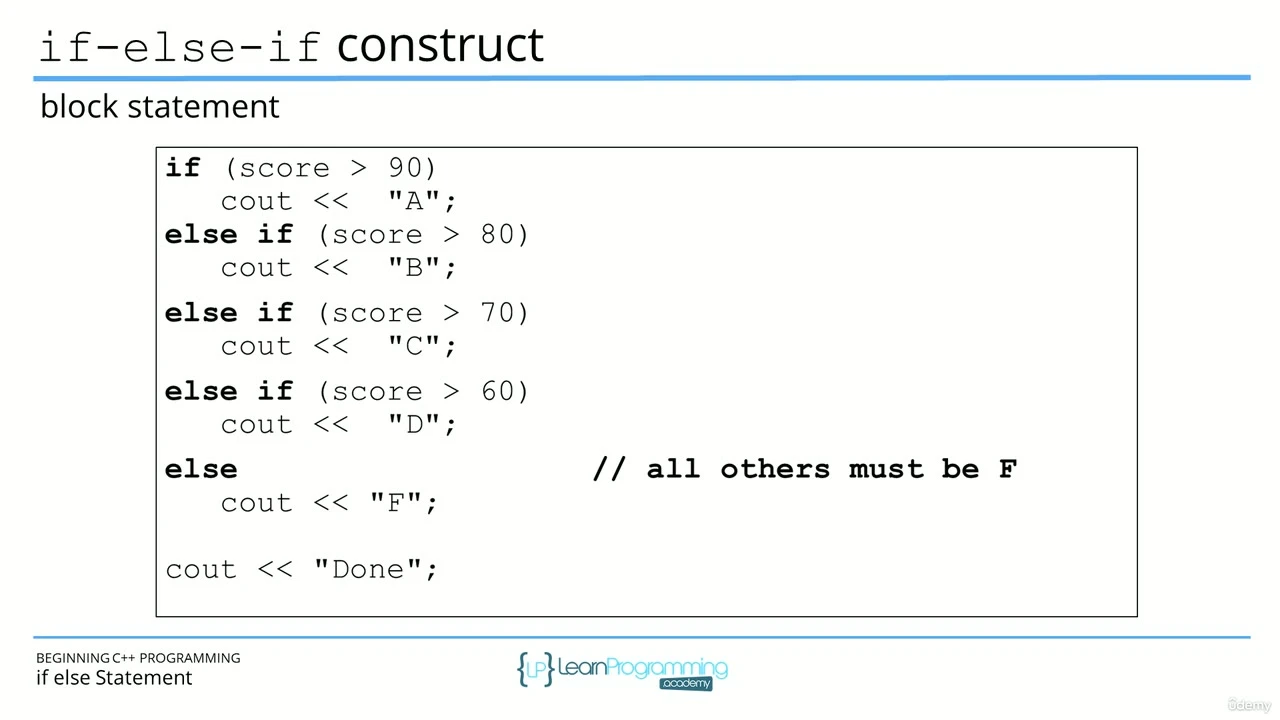 if-else-if construct
block statement
if (score > 90)
   cout <<  "A";
else if (score > 80)
   cout <<  "B";
else if (score > 70)
   cout <<  "C";
else if (score > 60)
   cout <<  "D";
else                   // all others must be F
   cout << "F";
cout << "Done";
BEGINNING C++ PROGRAMMING
if else Statement
{LP} LearnProgramming
.academy
ûdemy